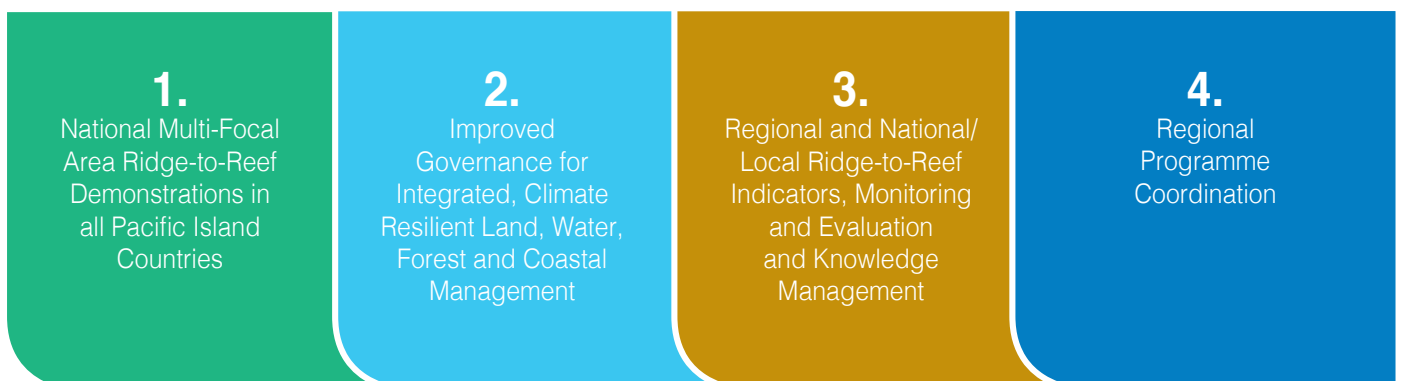 1.
National Multi-Focal
Area Ridge-to-Reef
Demonstrations in
all Pacific Island
Countries
2.
Improved
Governance for
Integrated, Climate
Resilient Land, Water,
Forest and Coastal
Management
3.
Regional and National/
Local Ridge-to-Reef
Indicators, Monitoring
and Evaluation
and Knowledge
Management
4.
Regional
Programme
Coordination